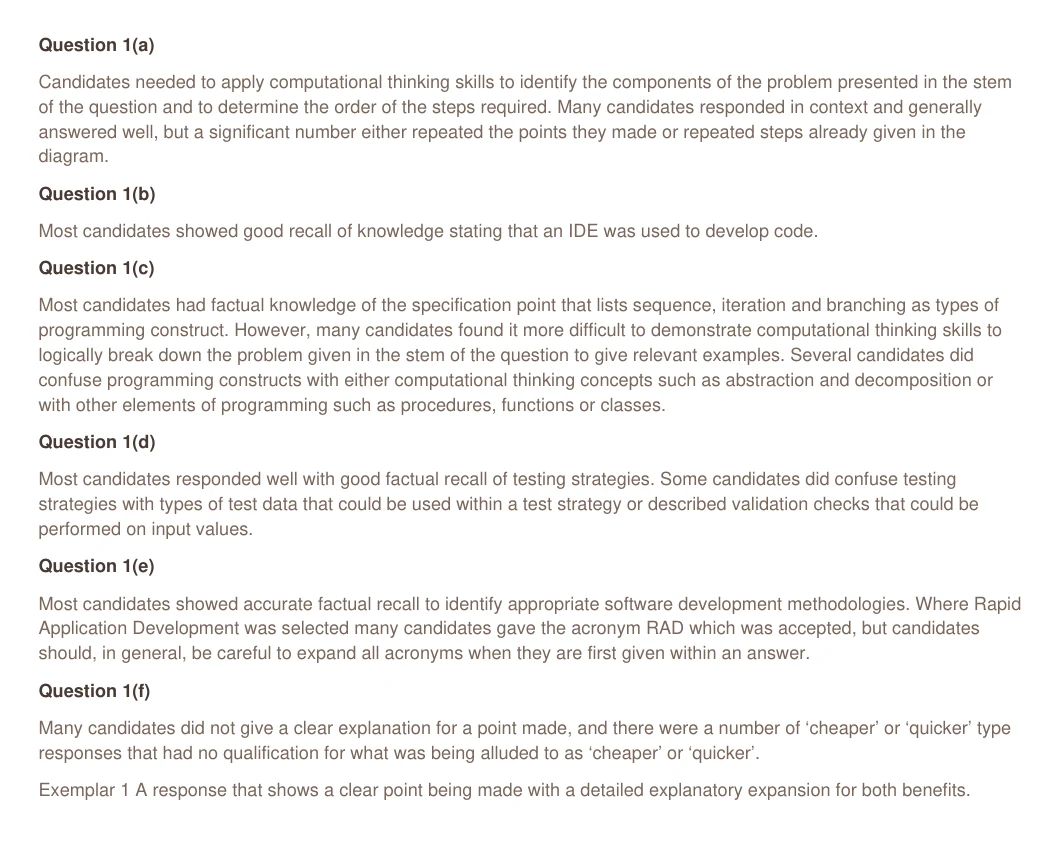 Question 1(a)
Candidates needed to apply computational thinking skills to identify the components of the problem presented in the stem
of the question and to determine the order of the steps required. Many candidates responded in context and generally
answered well, but a significant number either repeated the points they made or repeated steps already given in the
diagram.
Question 1(b)
Most candidates showed good recall of knowledge stating that an IDE was used to develop code.
Question 1(c)
Most candidates had factual knowledge of the specification point that lists sequence, iteration and branching as types of
programming construct. However, many candidates found it more difficult to demonstrate computational thinking skills to
logically break down the problem given in the stem of the question to give relevant examples. Several candidates did
confuse programming constructs with either computational thinking concepts such as abstraction and decomposition or
with other elements of programming such as procedures, functions or classes.
Question 1(d)
Most candidates responded well with good factual recall of testing strategies. Some candidates did confuse testing
strategies with types of test data that could be used within a test strategy or described validation checks that could be
performed on input values.
Question 1(e)
Most candidates showed accurate factual recall to identify appropriate software development methodologies. Where Rapid
Application Development was selected many candidates gave the acronym RAD which was accepted, but candidates
should, in general, be careful to expand all acronyms when they are first given within an answer.
Question 1(f)
Many candidates did not give a clear explanation for a point made, and there were a number of ‘cheaper’ or ‘quicker’ type
responses that had no qualification for what was being alluded to as ‘cheaper’ or ‘quicker’.
Exemplar 1 A response that shows a clear point being made with a detailed explanatory expansion for both benefits.